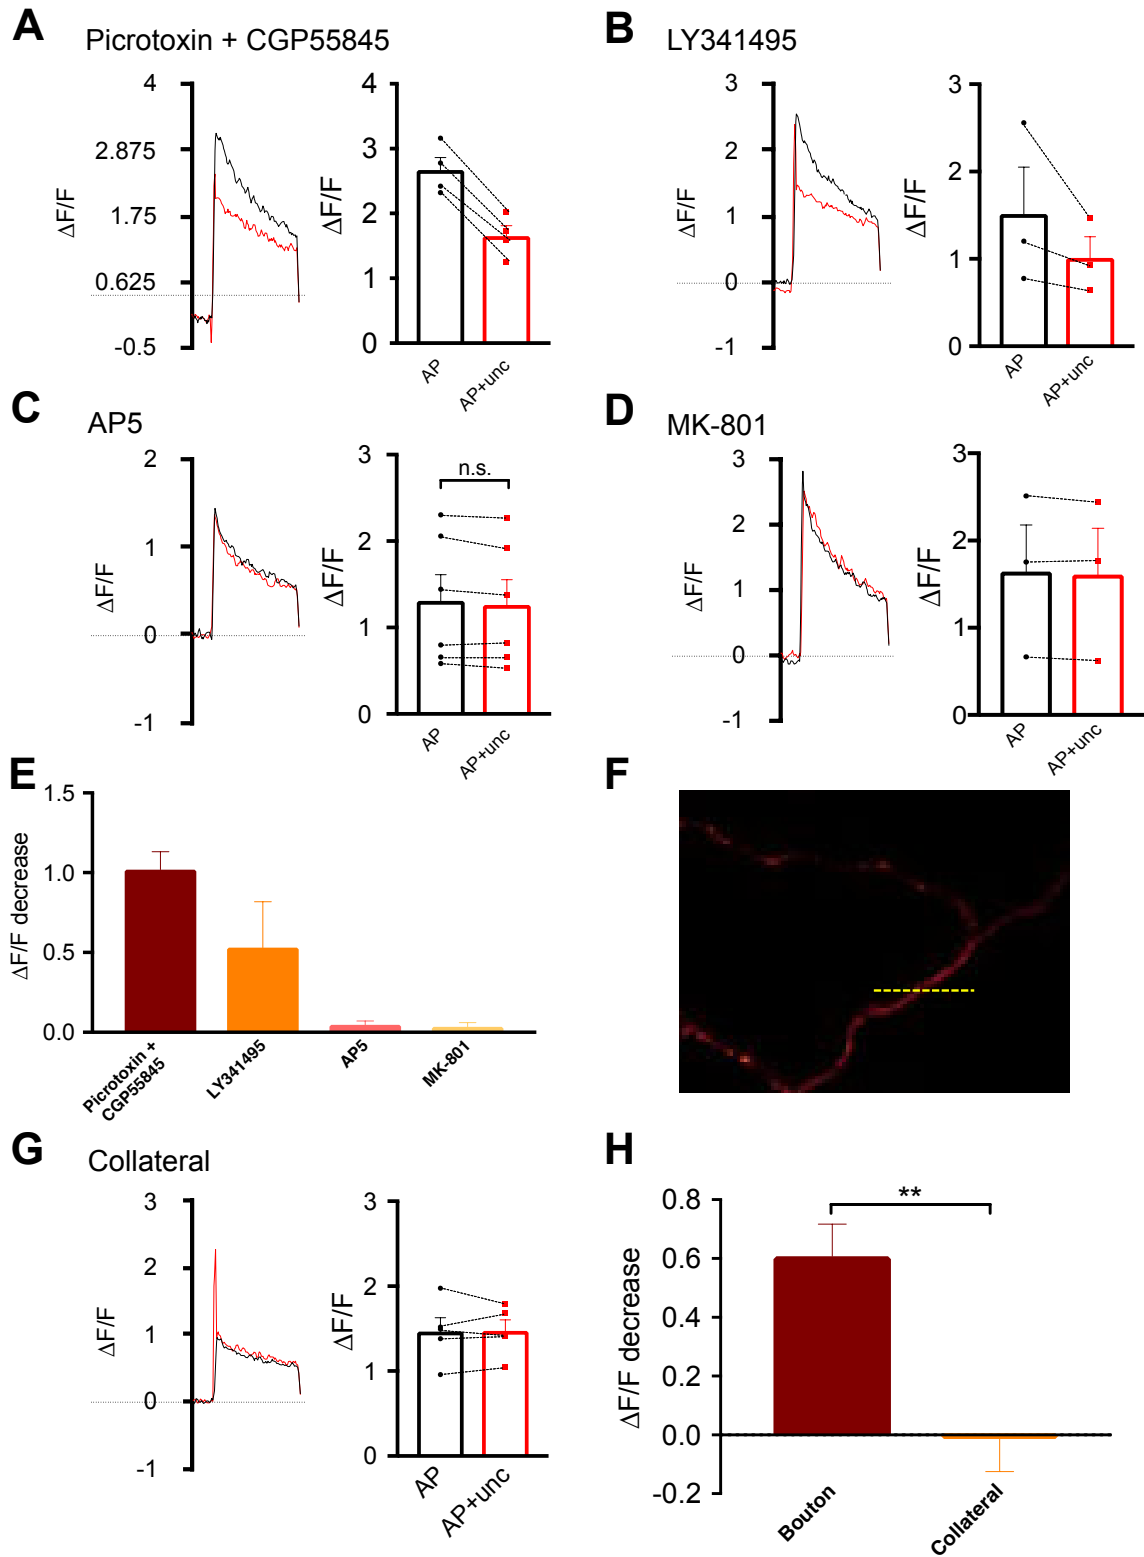 A
Picrotoxin + CGP55845
4
2.875
1.75
0.625
-0.5
ΔF/F
4
3
2
1
0
ΔF/F
AP
AP+unc
B
LY341495
3
2
1
0
-1
ΔF/F
3
2
1
0
ΔF/F
AP
AP+unc
C
AP5
2
1
0
-1
ΔF/F
3
2
1
0
ΔF/F
n.s.
AP
AP+unc
D
MK-801
3
2
1
0
-1
ΔF/F
3
2
1
0
ΔF/F
AP
AP+unc
E
1.5
1.0
0.5
0.0
ΔF/F decrease
Picrotoxin +
CGP55845
LY341495
AP5
MK-801
F
G
Collateral
3
2
1
0
-1
ΔF/F
3
2
1
0
ΔF/F
AP
AP+unc
H
0.8
0.6
0.4
0.2
0.0
-0.2
ΔF/F decrease
**
Bouton
Collateral